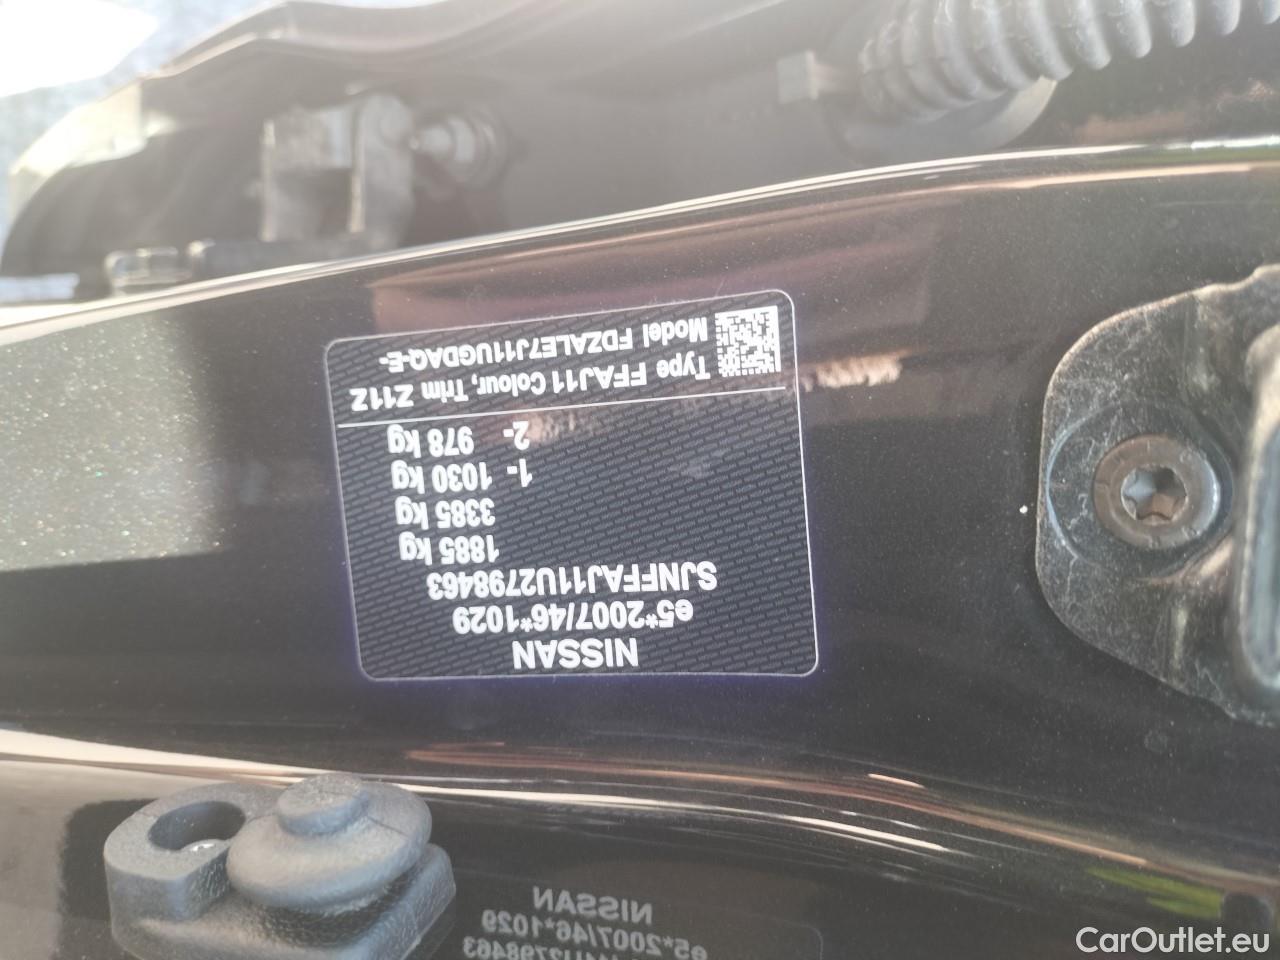 NISSAN
e5*2007/46*1029
SJNFFAJ11U2798463
1885 kg
3385 kg
1- 1030 kg
2- 978 kg
Type FFAJ11 Colour, Trim Z11Z
Model FDZALE7J11UGDAQ-E-
NISSAN
e5*2007/46*1029
CarOutlet.eu